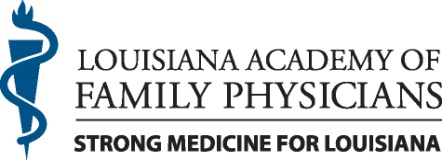 LOUISIANA ACADEMY OF
FAMILY PHYSICIANS
STRONG MEDICINE FOR LOUISIANA